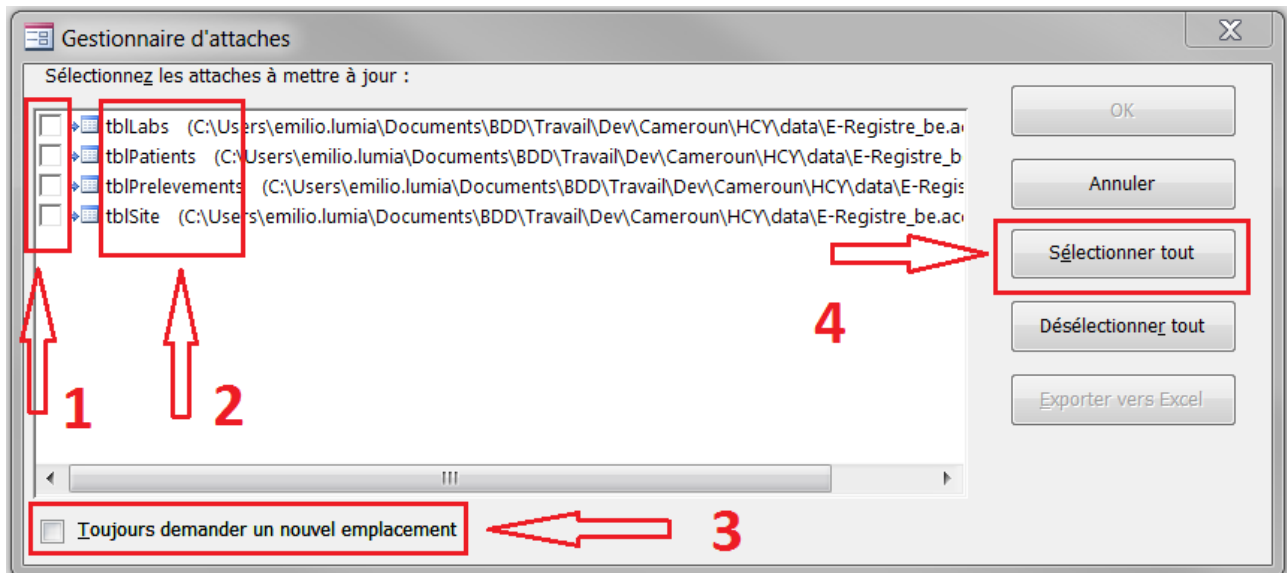 Gestionnaire d'attaches
Sélectionnez les attaches à mettre à jour :
tblLabs (C:\Users\emilio.lumia\Documents\BDD\Travail\Dev\Cameroun\HCY\data\E-Registre_be.a
tblPatients (C:\Users\emilio.lumia\Documents\BDD\Travail\Dev\Cameroun\HCY\data\E-Registre_b
tblPrelevements (C:\Users\emilio.lumia\Documents\BDD\Travail\Dev\Cameroun\HCY\data\E-Regis
tblSite (C:\Users\emilio.lumia\Documents\BDD\Travail\Dev\Cameroun\HCY\data\E-Registre_be.ac
OK
Annuler
Sélectionner tout
4
Désélectionner tout
Exporter vers Excel
1
2
Toujours demander un nouvel emplacement
3